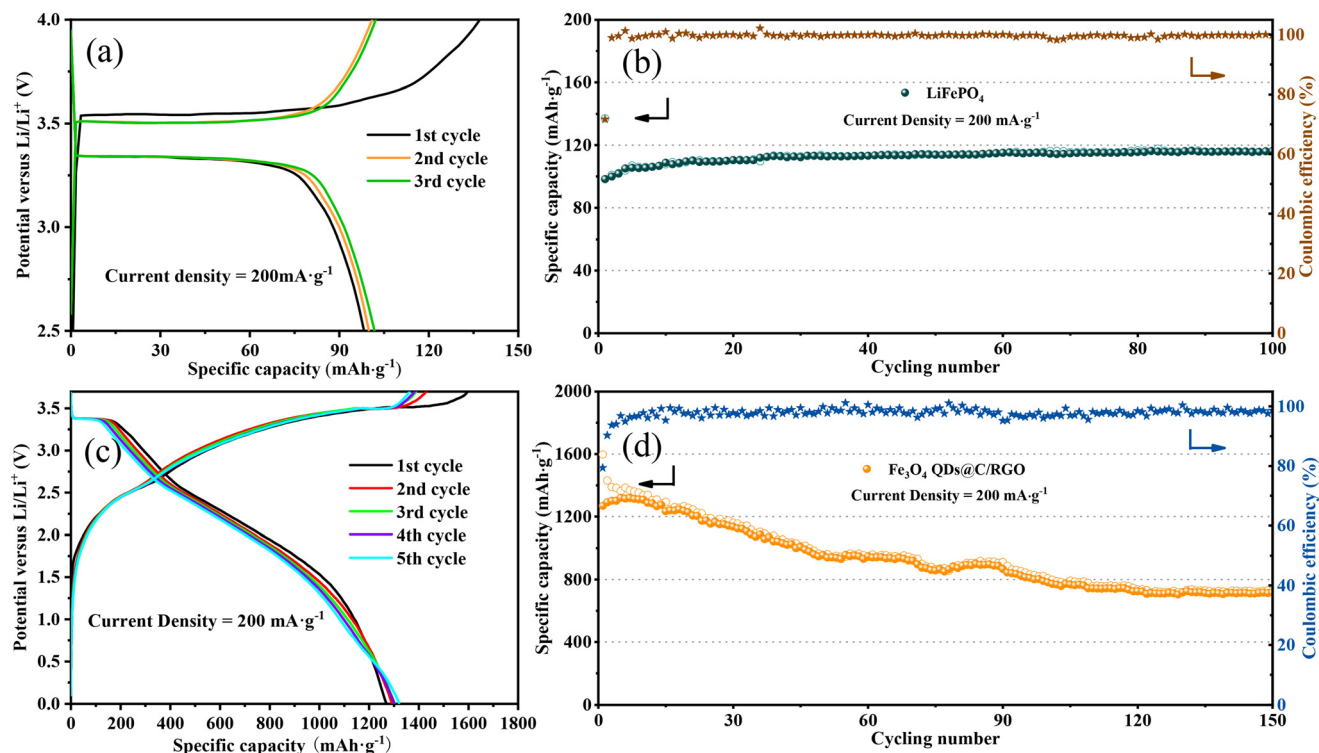 (a)
Potential versus Li/Li⁺ (V)
4.0
3.5
3.0
2.5
1st cycle
2nd cycle
3rd cycle
Current density = 200mA·g⁻¹
0 30 60 90 120 150
Specific capacity (mAh·g⁻¹)
(b)
Specific capacity (mAh·g⁻¹)
200
160
120
80
40
0
LiFePO₄
Current Density = 200 mA·g⁻¹
100
80
60
40
20
0
Coulombic efficiency (%)
0 20 40 60 80 100
Cycling number
(c)
Potential versus Li/Li⁺ (V)
3.5
3.0
2.5
2.0
1.5
1.0
0.5
0.0
1st cycle
2nd cycle
3rd cycle
4th cycle
5th cycle
Current Density = 200 mA·g⁻¹
0 200 400 600 800 1000 1200 1400 1600 1800
Specific capacity (mAh·g⁻¹)
(d)
Specific capacity (mAh·g⁻¹)
2000
1600
1200
800
400
0
Fe₃O₄ QDs@C/RGO
Current Density = 200 mA·g⁻¹
100
80
60
40
20
0
Coulombic efficiency (%)
0 30 60 90 120 150
Cycling number